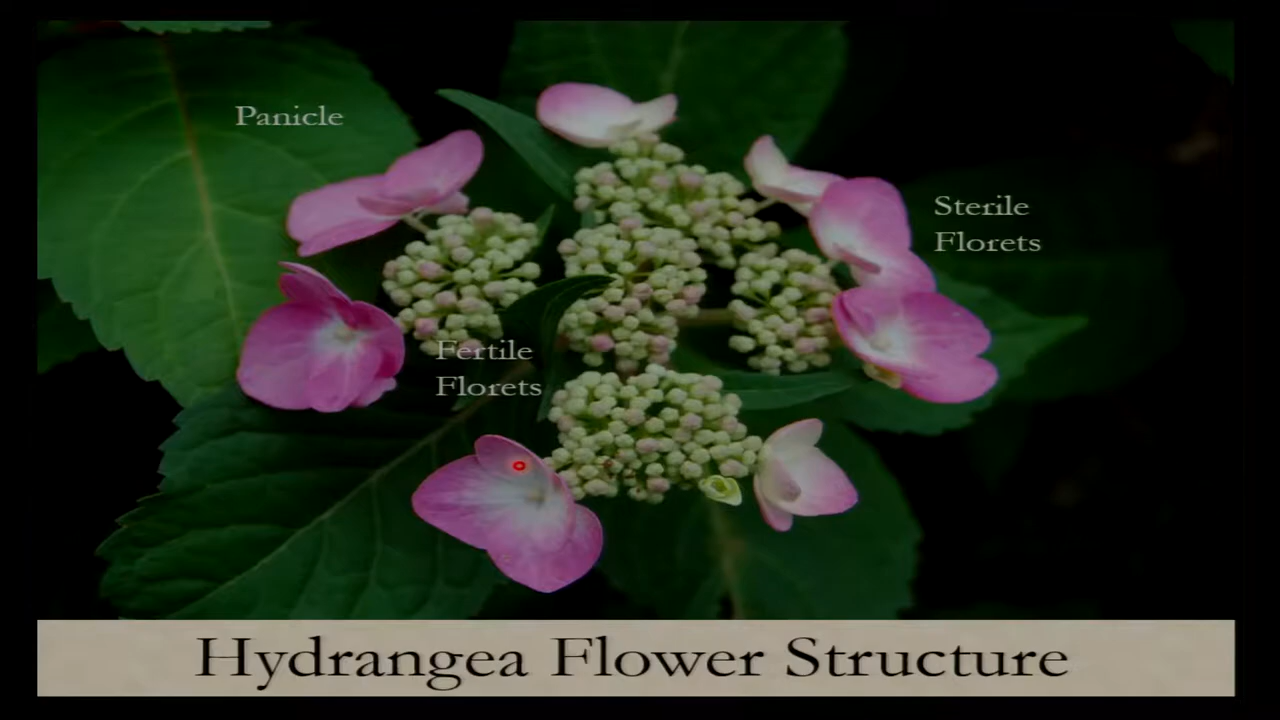 Panicle
Sterile
Florets
Fertile
Florets
Hydrangea Flower Structure